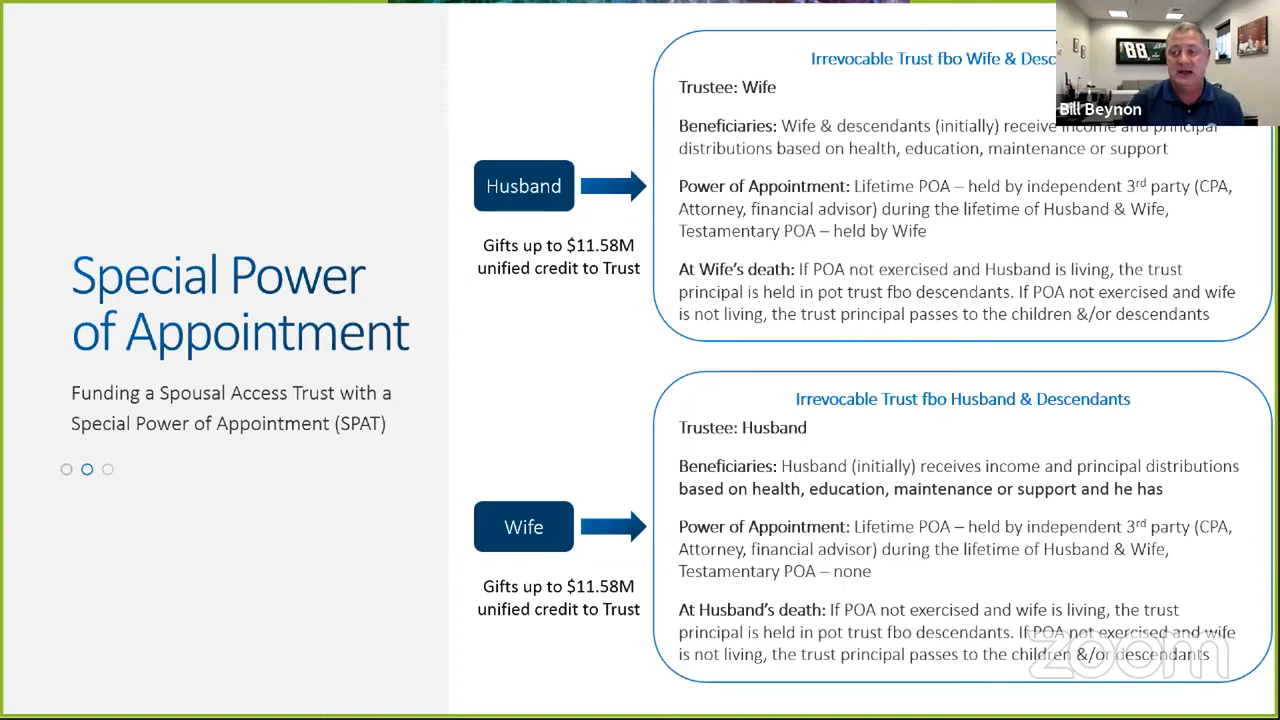 Special Power
of Appointment
Funding a Spousal Access Trust with a
Special Power of Appointment (SPAT)
Husband
Gifts up to $11.58M
unified credit to Trust
Irrevocable Trust fbo Wife & Desc
Trustee: Wife
Beneficiaries: Wife & descendants (initially) receive income and principal
distributions based on health, education, maintenance or support
Power of Appointment: Lifetime POA – held by independent 3rd party (CPA,
Attorney, financial advisor) during the lifetime of Husband & Wife,
Testamentary POA – held by Wife
At Wife's death: If POA not exercised and Husband is living, the trust
principal is held in pot trust fbo descendants. If POA not exercised and wife
is not living, the trust principal passes to the children &/or descendants
Wife
Gifts up to $11.58M
unified credit to Trust
Irrevocable Trust fbo Husband & Descendants
Trustee: Husband
Beneficiaries: Husband (initially) receives income and principal distributions
based on health, education, maintenance or support and he has
Power of Appointment: Lifetime POA – held by independent 3rd party (CPA,
Attorney, financial advisor) during the lifetime of Husband & Wife,
Testamentary POA – none
At Husband's death: If POA not exercised and wife is living, the trust
principal is held in pot trust fbo descendants. If POA not exercised and wife
is not living, the trust principal passes to the children &/or descendants
88
Bill Beynon
zoom